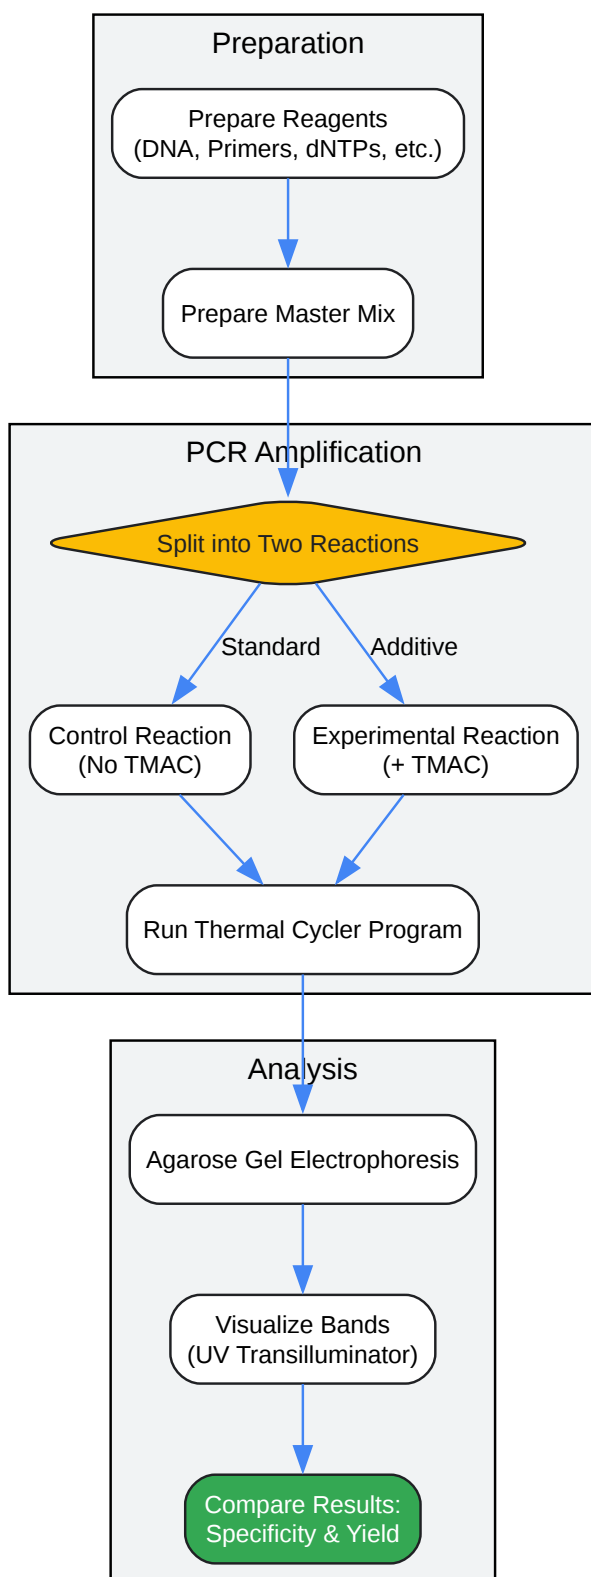 Preparation
Prepare Reagents
(DNA, Primers, dNTPs, etc.)
Prepare Master Mix
PCR Amplification
Split into Two Reactions
Standard
Additive
Control Reaction
(No TMAC)
Experimental Reaction
(+ TMAC)
Run Thermal Cycler Program
Analysis
Agarose Gel Electrophoresis
Visualize Bands
(UV Transilluminator)
Compare Results:
Specificity & Yield